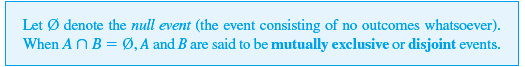 Let Ø denote the null event (the event consisting of no outcomes whatsoever).
When A ∩ B = Ø, A and B are said to be mutually exclusive or disjoint events.